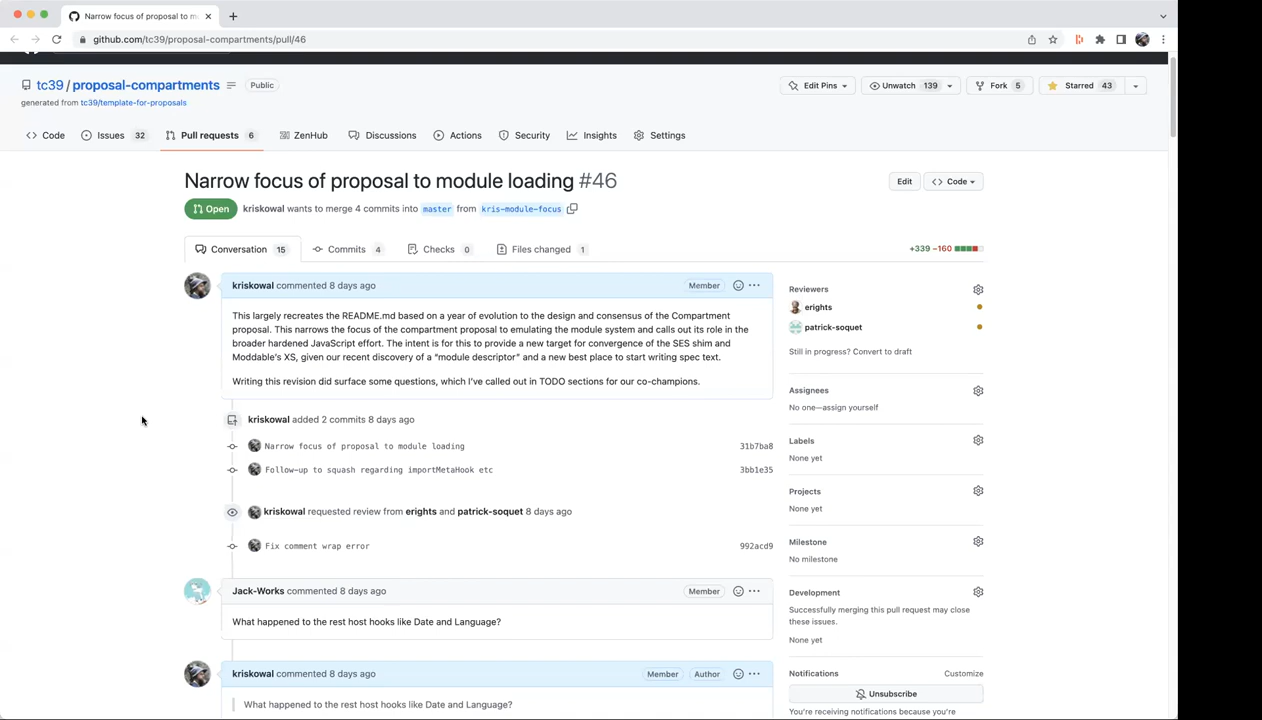 Narrow focus of proposal to m
github.com/tc39/proposal-compartments/pull/46
tc39 / proposal-compartments Public
generated from tc39/template-for-proposals
Edit Pins Unwatch 139 Fork 5 Starred 43
Code Issues 32 Pull requests 6 ZenHub Discussions Actions Security Insights Settings
Narrow focus of proposal to module loading #46
Edit Code
Open kriskowal wants to merge 4 commits into master from kris-module-focus
Conversation 15 Commits 4 Checks 0 Files changed 1
+339 −160
kriskowal commented 8 days ago Member
This largely recreates the README.md based on a year of evolution to the design and consensus of the Compartment
proposal. This narrows the focus of the compartment proposal to emulating the module system and calls out its role in the
broader hardened JavaScript effort. The intent is for this to provide a new target for convergence of the SES shim and
Moddable's XS, given our recent discovery of a “module descriptor” and a new best place to start writing spec text.
Writing this revision did surface some questions, which I've called out in TODO sections for our co-champions.
kriskowal added 2 commits 8 days ago
Narrow focus of proposal to module loading 31b7ba8
Follow-up to squash regarding importMetaHook etc 3bb1e35
kriskowal requested review from erights and patrick-soquet 8 days ago
Fix comment wrap error 992acd9
Jack-Works commented 8 days ago Member
What happened to the rest host hooks like Date and Language?
kriskowal commented 8 days ago Member Author
What happened to the rest host hooks like Date and Language?
Reviewers
erights
patrick-soquet
Still in progress? Convert to draft
Assignees
No one—assign yourself
Labels
None yet
Projects
None yet
Milestone
No milestone
Development
Successfully merging this pull request may close
these issues.
None yet
Notifications Customize
Unsubscribe
You're receiving notifications because you're